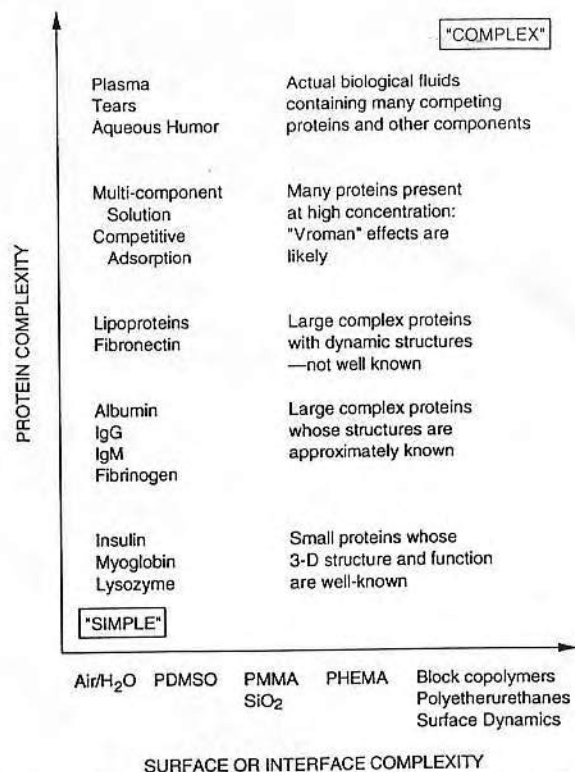 "COMPLEX"
Plasma
Tears
Aqueous Humor
Actual biological fluids
containing many competing
proteins and other components
Multi-component
Solution
Competitive
Adsorption
Many proteins present
at high concentration:
"Vroman" effects are
likely
Lipoproteins
Fibronectin
Large complex proteins
with dynamic structures
—not well known
Albumin
IgG
IgM
Fibrinogen
Large complex proteins
whose structures are
approximately known
Insulin
Myoglobin
Lysozyme
Small proteins whose
3-D structure and function
are well-known
"SIMPLE"
PROTEIN COMPLEXITY
Air/H₂O PDMSO PMMA PHEMA Block copolymers
SiO₂ Polyetherurethanes
Surface Dynamics
SURFACE OR INTERFACE COMPLEXITY